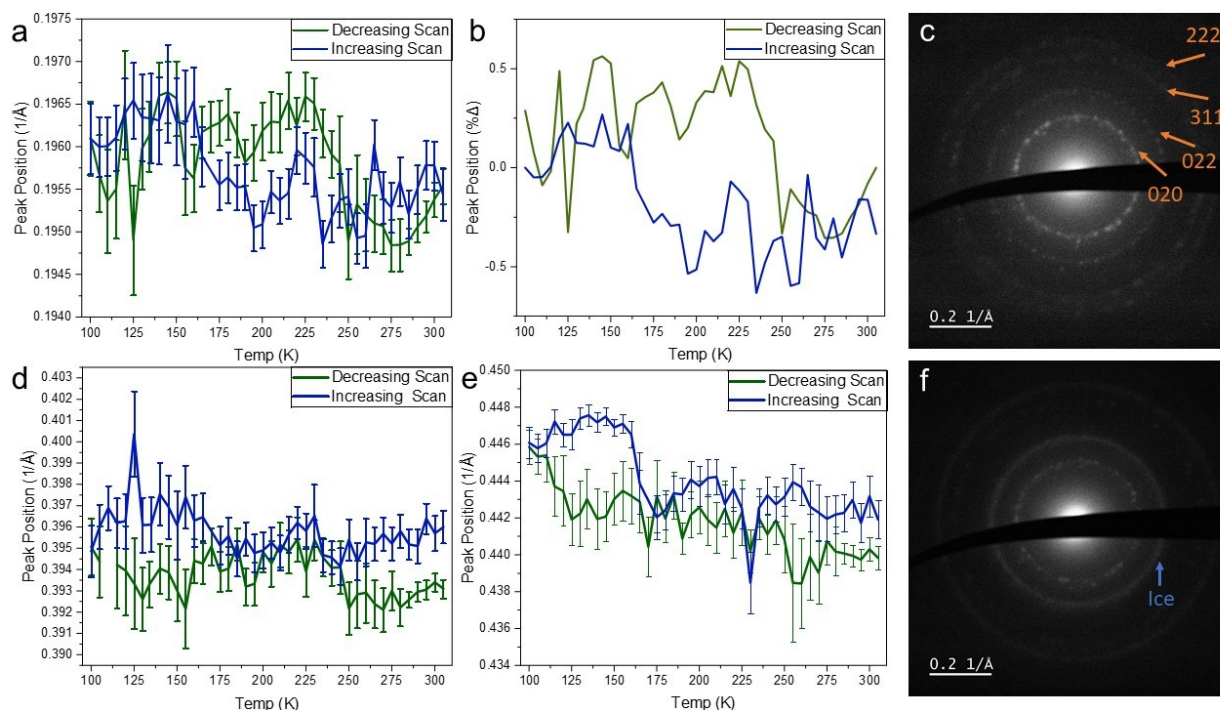 a
Decreasing Scan
Increasing Scan
Peak Position (1/Å)
0.1975
0.1970
0.1965
0.1960
0.1955
0.1950
0.1945
0.1940
100 125 150 175 200 225 250 275 300
Temp (K)
b
Decreasing Scan
Increasing Scan
Peak Position (%Δ)
0.5
0.0
-0.5
100 125 150 175 200 225 250 275 300
Temp (K)
c
222
311
022
020
0.2 1/Å
d
Decreasing Scan
Increasing Scan
Peak Position (1/Å)
0.403
0.402
0.401
0.400
0.399
0.398
0.397
0.396
0.395
0.394
0.393
0.392
0.391
0.390
100 125 150 175 200 225 250 275 300
Temp (K)
e
Decreasing Scan
Increasing Scan
Peak Position (1/Å)
0.450
0.448
0.446
0.444
0.442
0.440
0.438
0.436
0.434
100 125 150 175 200 225 250 275 300
Temp (K)
f
Ice
0.2 1/Å